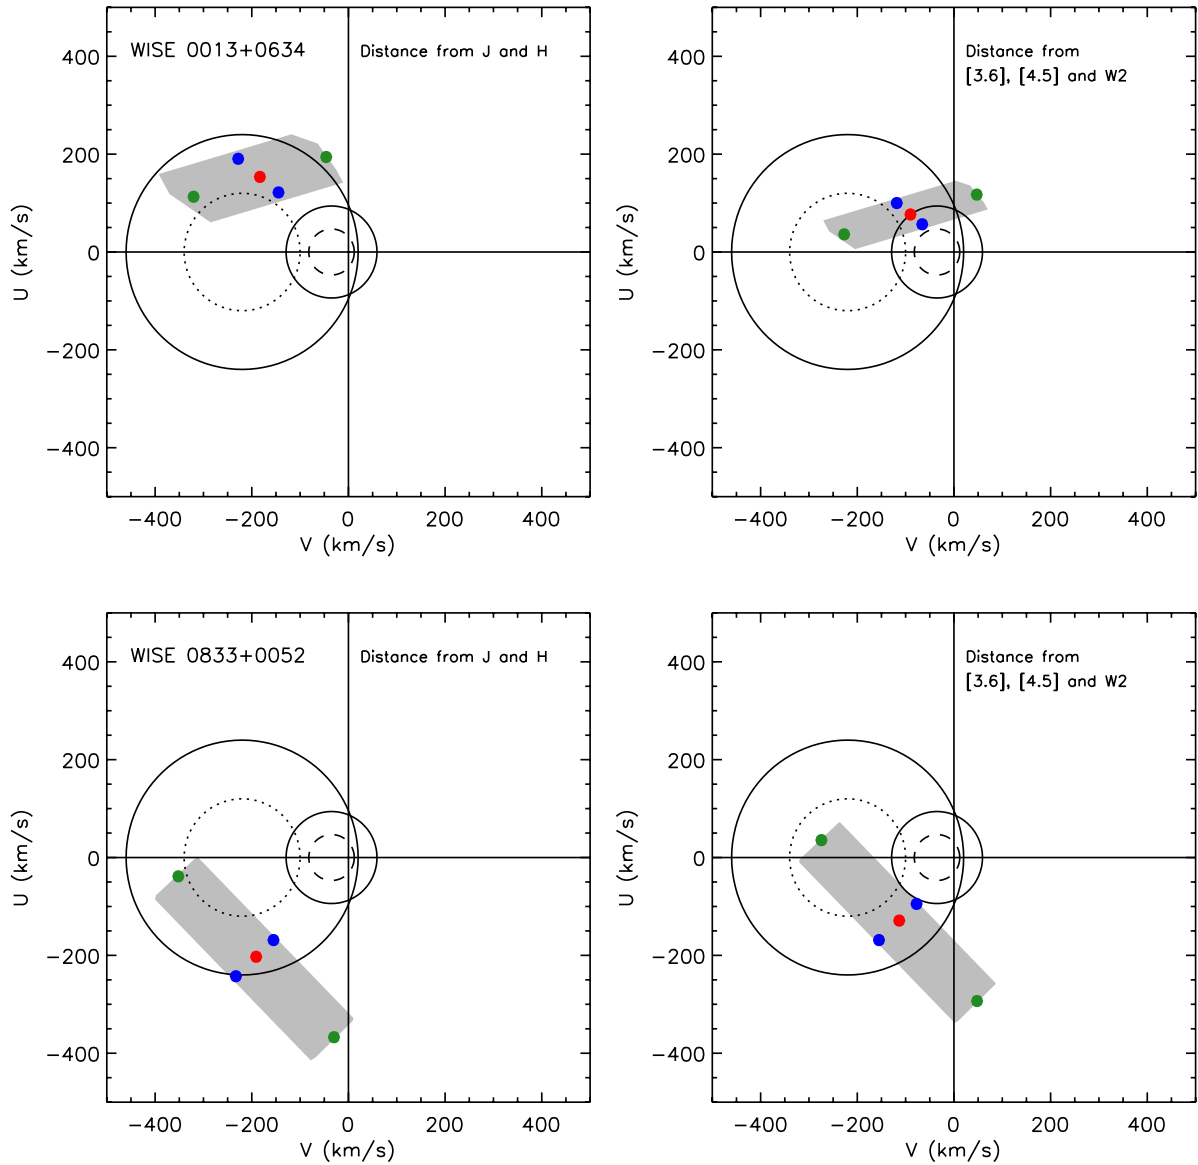 400
200
0
−200
−400
U (km/s)
WISE 0013+0634
Distance from J and H
−400 −200 0 200 400
V (km/s)
400
200
0
−200
−400
U (km/s)
Distance from
[3.6], [4.5] and W2
−400 −200 0 200 400
V (km/s)
400
200
0
−200
−400
U (km/s)
WISE 0833+0052
Distance from J and H
−400 −200 0 200 400
V (km/s)
400
200
0
−200
−400
U (km/s)
Distance from
[3.6], [4.5] and W2
−400 −200 0 200 400
V (km/s)